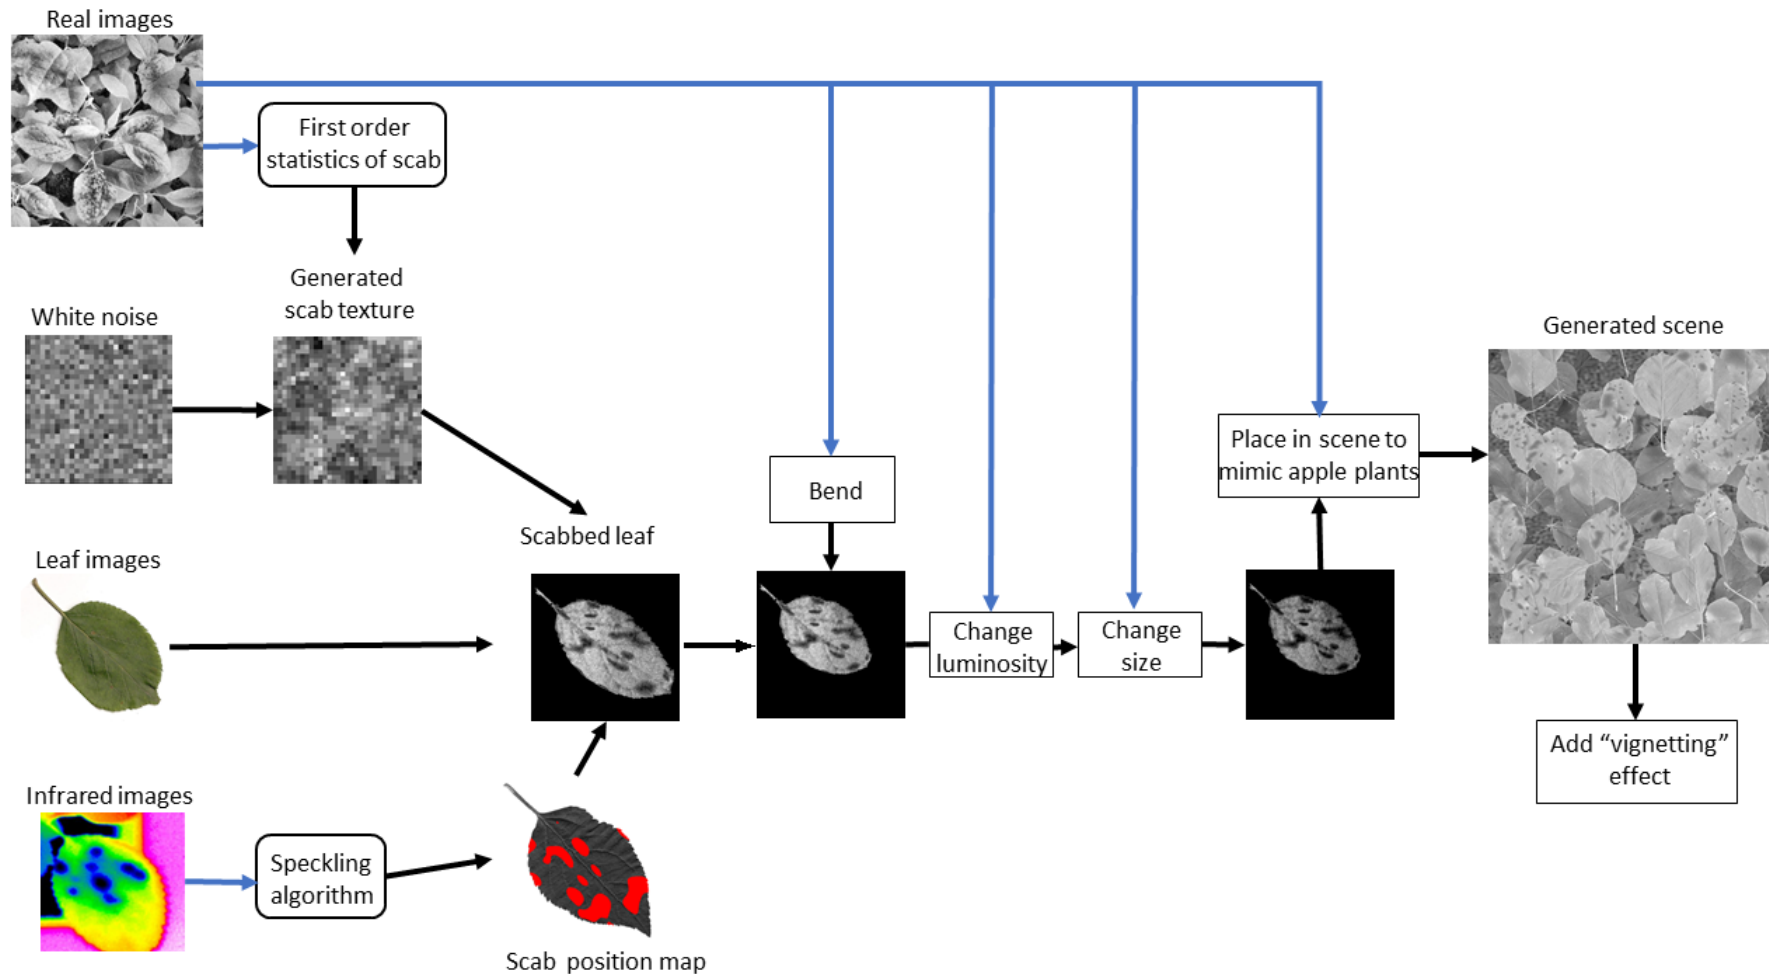 Real images
First order
statistics of scab
Generated
scab texture
White noise
Generated scene
Place in scene to
mimic apple plants
Bend
Scabbed leaf
Leaf images
Change
luminosity
Change
size
Add “vignetting”
effect
Infrared images
Speckling
algorithm
Scab position map